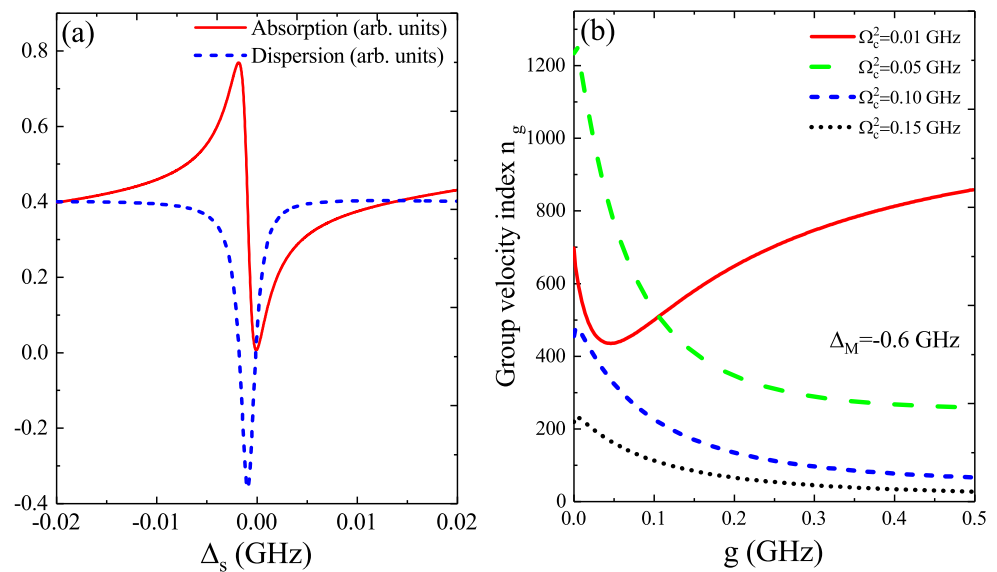 (a)
Absorption (arb. units)
Dispersion (arb. units)
0.8
0.6
0.4
0.2
0.0
-0.2
-0.4
-0.02
-0.01
0.00
0.01
0.02
Δs (GHz)
(b)
Ωc²=0.01 GHz
Ωc²=0.05 GHz
Ωc²=0.10 GHz
Ωc²=0.15 GHz
Group velocity index ng
1200
1000
800
600
400
200
0
ΔM=-0.6 GHz
0.0
0.1
0.2
0.3
0.4
0.5
g (GHz)